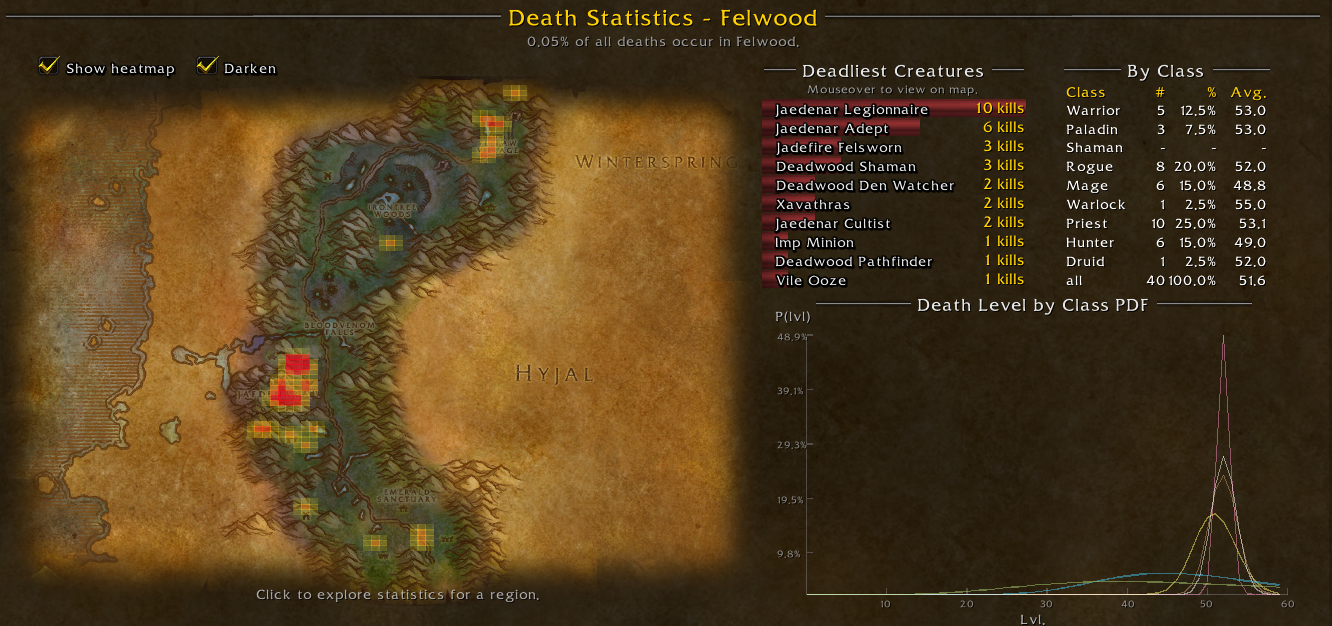 Death Statistics - Felwood
0.05% of all deaths occur in Felwood.
Show heatmap Darken
WINTERSPRING
IRONTREE
WOODS
BLOODVENOM
FALLS
HYJAL
EMERALD
SANCTUARY
Click to explore statistics for a region.
Deadliest Creatures
Mouseover to view on map.
Jaedenar Legionnaire 10 kills
Jaedenar Adept 6 kills
Jadefire Felsworn 3 kills
Deadwood Shaman 3 kills
Deadwood Den Watcher 2 kills
Xavathras 2 kills
Jaedenar Cultist 2 kills
Imp Minion 1 kills
Deadwood Pathfinder 1 kills
Vile Ooze 1 kills
By Class
Class # % Avg.
Warrior 5 12.5% 53.0
Paladin 3 7.5% 53.0
Shaman - - -
Rogue 8 20.0% 52.0
Mage 6 15.0% 48.8
Warlock 1 2.5% 55.0
Priest 10 25.0% 53.1
Hunter 6 15.0% 49.0
Druid 1 2.5% 52.0
all 40 100.0% 51.6
Death Level by Class PDF
P(lvl)
48.9%
39.1%
29.3%
19.5%
9.8%
10 20 30 40 50 60
Lvl.